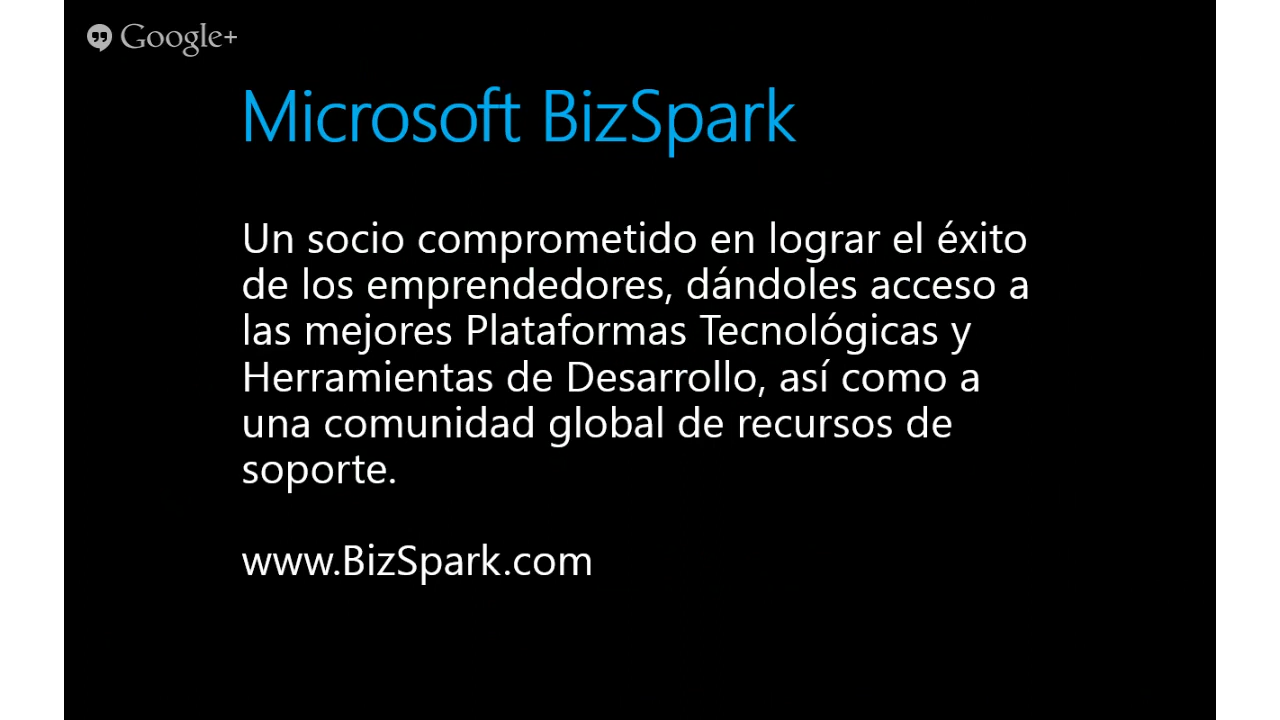 Google+
Microsoft BizSpark
Un socio comprometido en lograr el éxito
de los emprendedores, dándoles acceso a
las mejores Plataformas Tecnológicas y
Herramientas de Desarrollo, así como a
una comunidad global de recursos de
soporte.
www.BizSpark.com